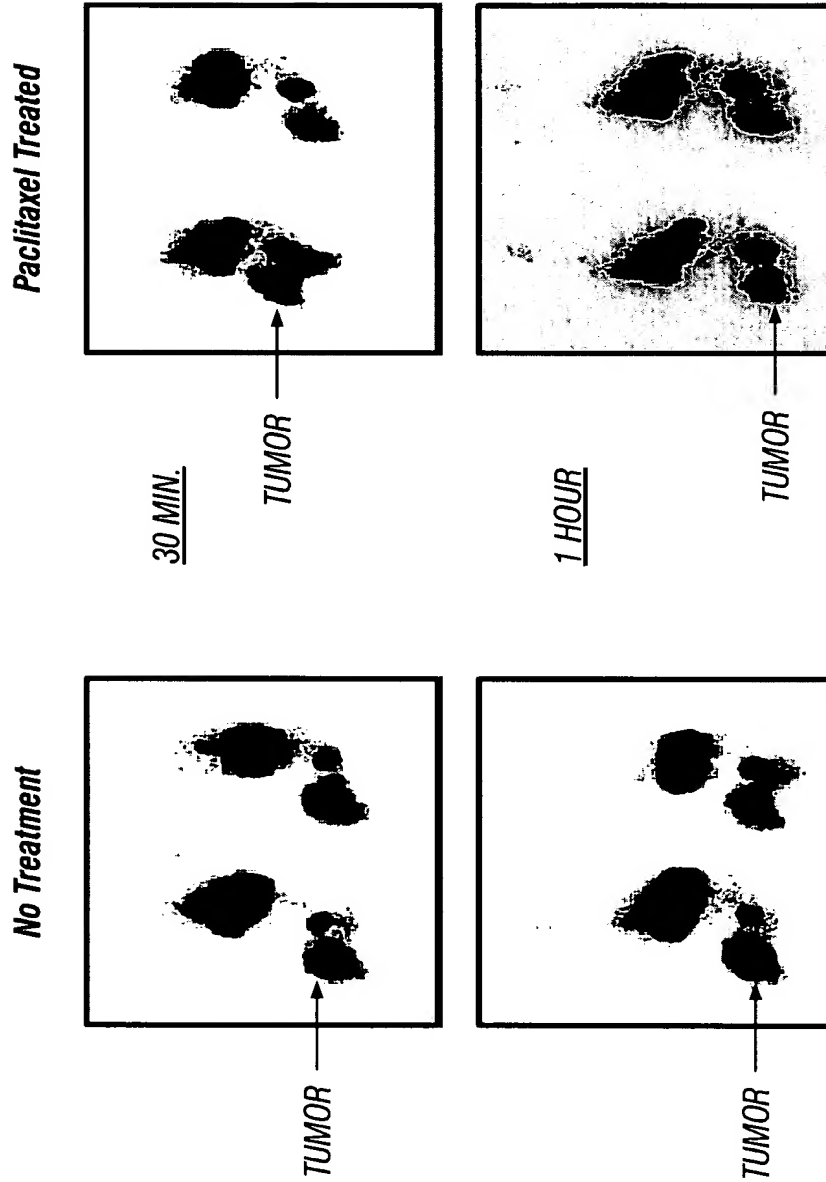 No Treatment
Paclitaxel Treated
30 MIN.
TUMOR
TUMOR
1 HOUR
TUMOR
TUMOR